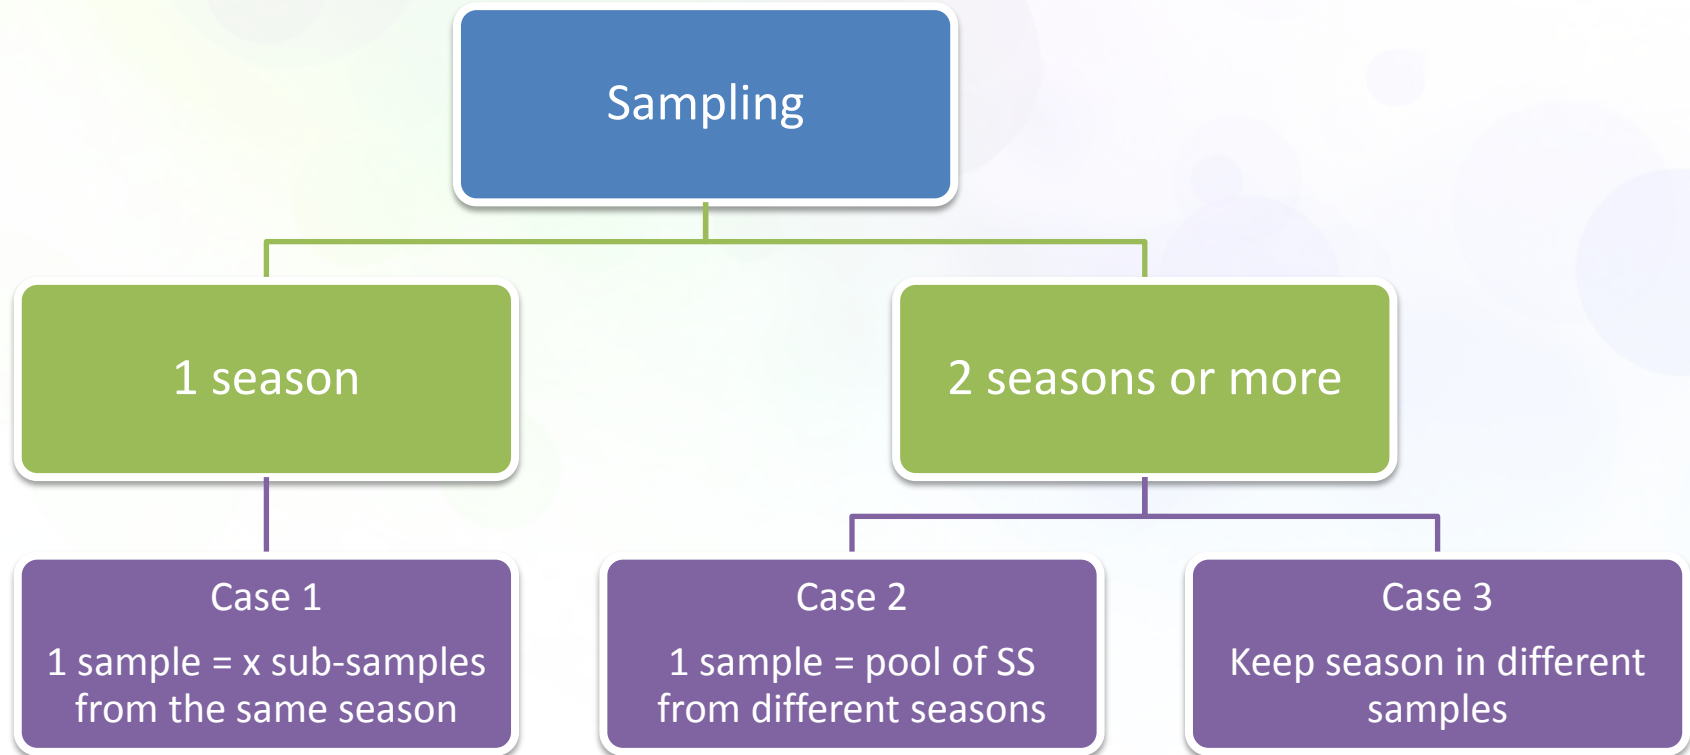 Sampling
1 season
2 seasons or more
Case 1
1 sample = x sub-samples
from the same season
Case 2
1 sample = pool of SS
from different seasons
Case 3
Keep season in different
samples